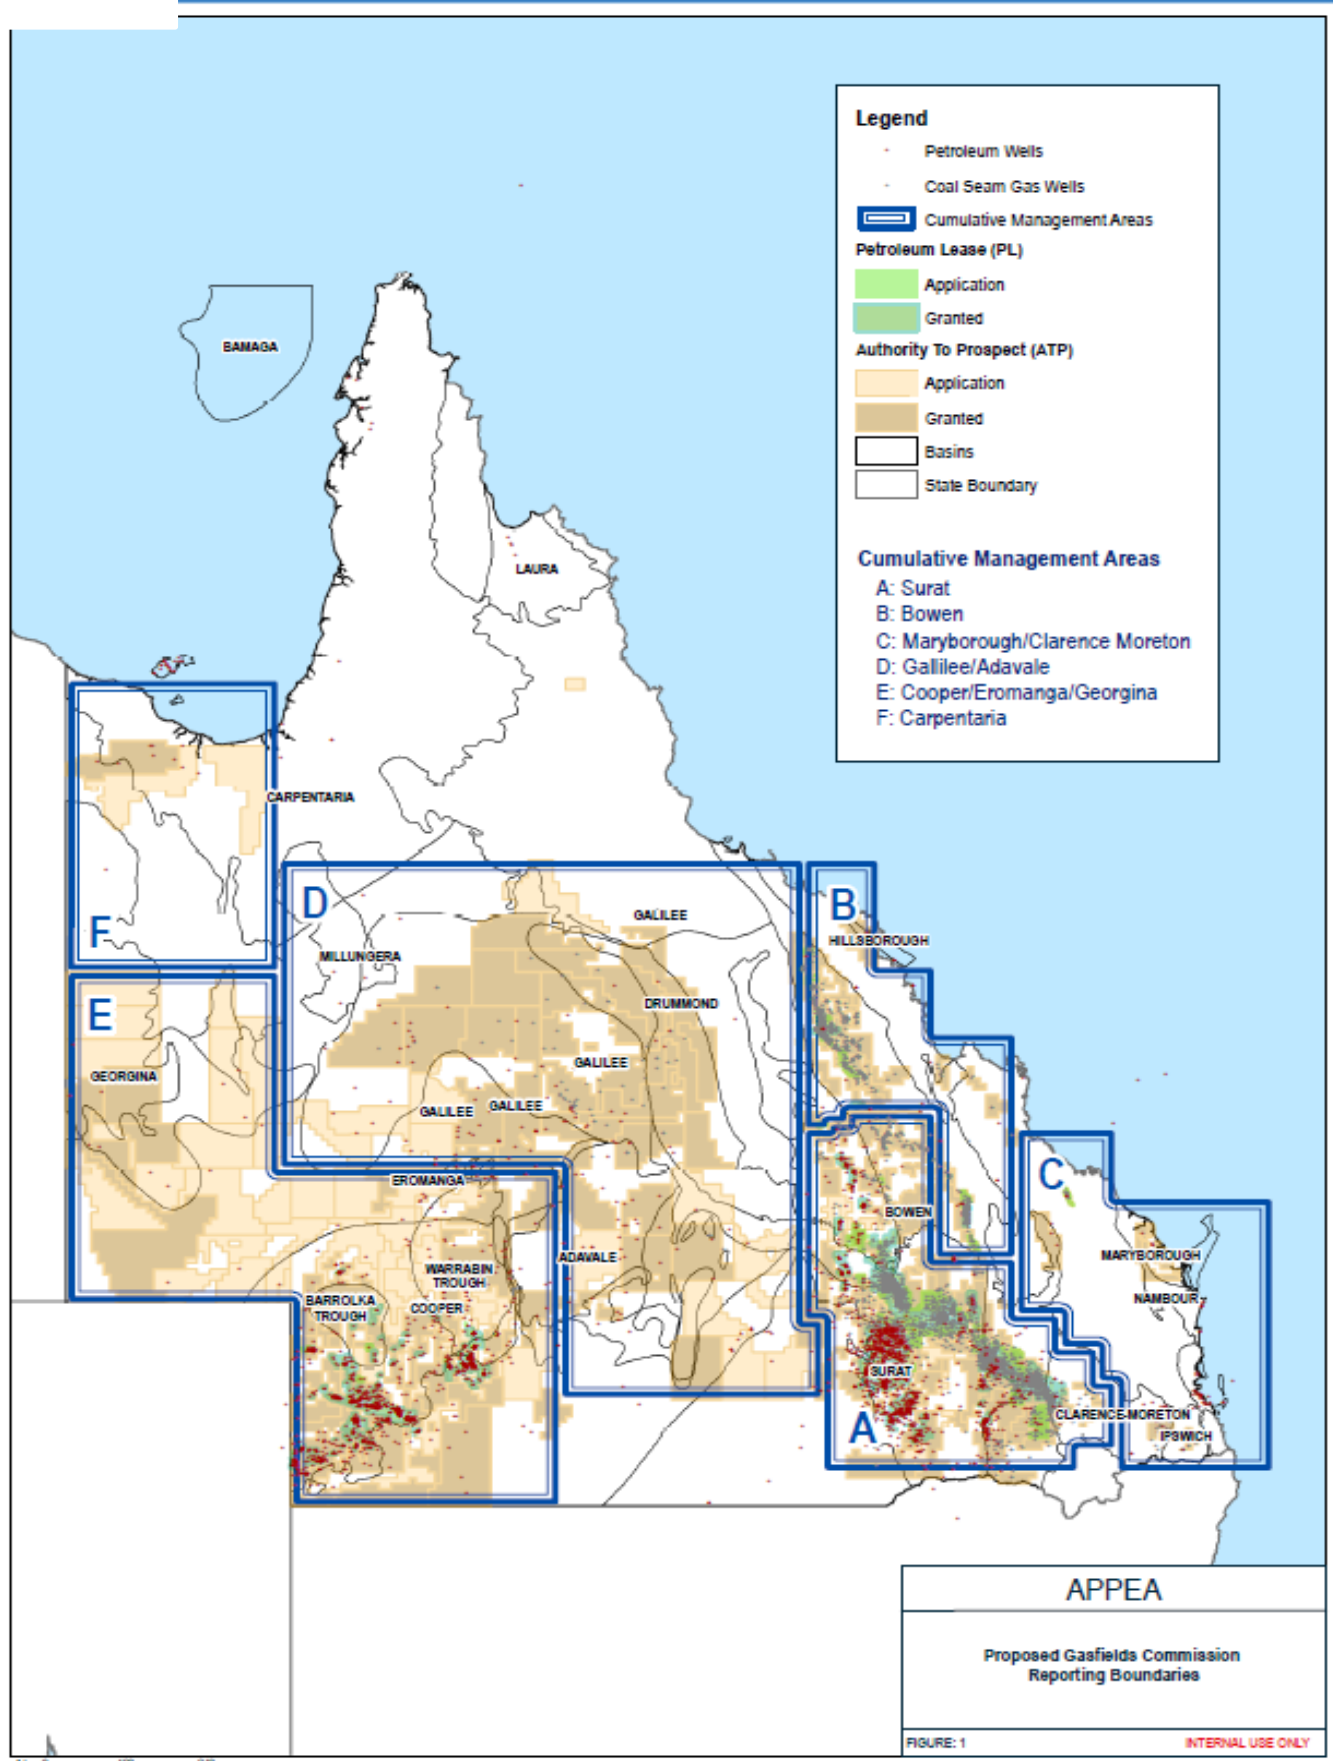 Legend
Petroleum Wells
Coal Seam Gas Wells
Cumulative Management Areas
Petroleum Lease (PL)
Application
Granted
Authority To Prospect (ATP)
Application
Granted
Basins
State Boundary
Cumulative Management Areas
A: Surat
B: Bowen
C: Maryborough/Clarence Moreton
D: Gallilee/Adavale
E: Cooper/Eromanga/Georgina
F: Carpentaria
BAMAGA
LAURA
CARPENTARIA
F
D
GALILEE
MILLUNGERA
DRUMMOND
GALILEE
GALILEE
GALILEE
B
HILLSBOROUGH
E
GEORGINA
EROMANGA
ADAVALE
WARRABIN
TROUGH
BARROLKA
TROUGH
COOPER
BOWEN
C
MARYBOROUGH
NAMBOUR
SURAT
A
CLARENCE-MORETON
IPSWICH
APPEA
Proposed Gasfields Commission
Reporting Boundaries
FIGURE: 1
INTERNAL USE ONLY